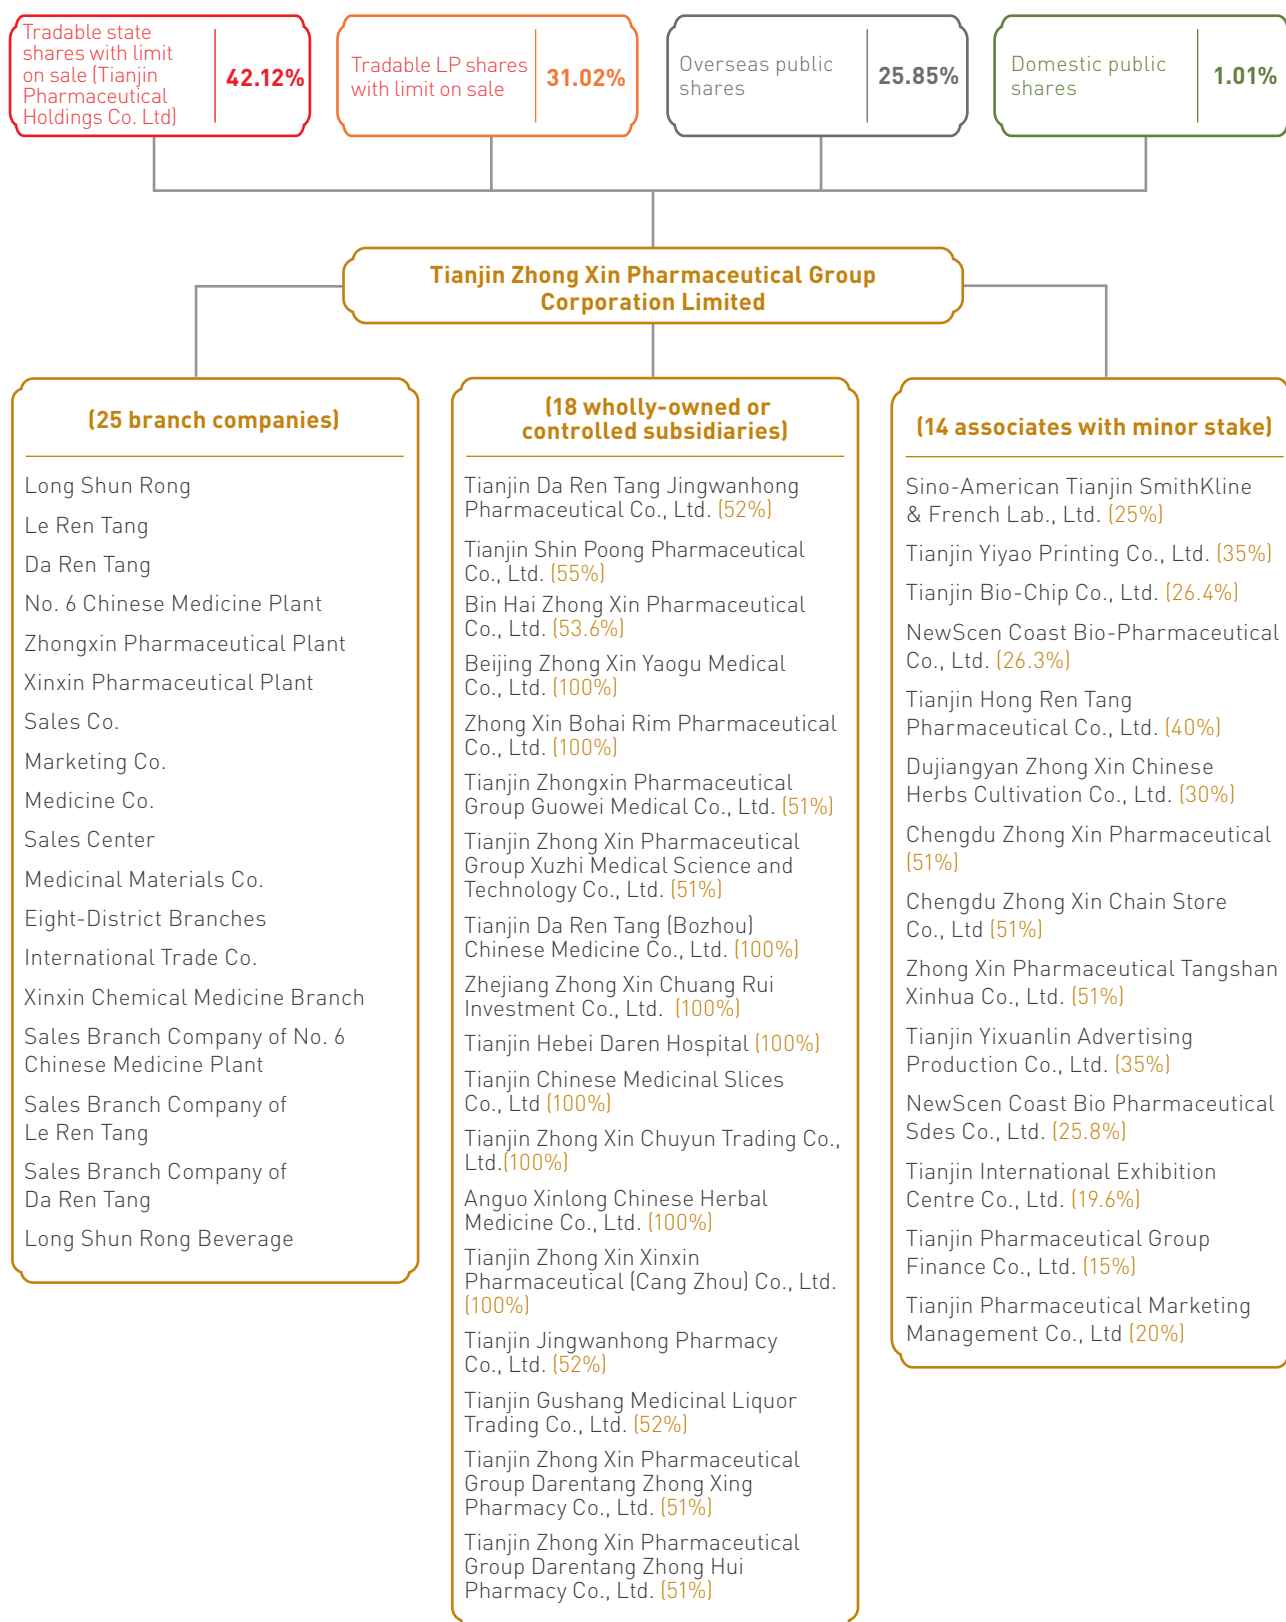 Tradable state
shares with limit
on sale (Tianjin
Pharmaceutical
Holdings Co. Ltd)
42.12%
Tradable LP shares
with limit on sale
31.02%
Overseas public
shares
25.85%
Domestic public
shares
1.01%
Tianjin Zhong Xin Pharmaceutical Group
Corporation Limited
(25 branch companies)
Long Shun Rong
Le Ren Tang
Da Ren Tang
No. 6 Chinese Medicine Plant
Zhongxin Pharmaceutical Plant
Xinxin Pharmaceutical Plant
Sales Co.
Marketing Co.
Medicine Co.
Sales Center
Medicinal Materials Co.
Eight-District Branches
International Trade Co.
Xinxin Chemical Medicine Branch
Sales Branch Company of No. 6
Chinese Medicine Plant
Sales Branch Company of
Le Ren Tang
Sales Branch Company of
Da Ren Tang
Long Shun Rong Beverage
(18 wholly-owned or
controlled subsidiaries)
Tianjin Da Ren Tang Jingwanhong
Pharmaceutical Co., Ltd. (52%)
Tianjin Shin Poong Pharmaceutical
Co., Ltd. (55%)
Bin Hai Zhong Xin Pharmaceutical
Co., Ltd. (53.6%)
Beijing Zhong Xin Yaogu Medical
Co., Ltd. (100%)
Zhong Xin Bohai Rim Pharmaceutical
Co., Ltd. (100%)
Tianjin Zhongxin Pharmaceutical
Group Guowei Medical Co., Ltd. (51%)
Tianjin Zhong Xin Pharmaceutical
Group Xuzhi Medical Science and
Technology Co., Ltd. (51%)
Tianjin Da Ren Tang (Bozhou)
Chinese Medicine Co., Ltd. (100%)
Zhejiang Zhong Xin Chuang Rui
Investment Co., Ltd. (100%)
Tianjin Hebei Daren Hospital (100%)
Tianjin Chinese Medicinal Slices
Co., Ltd (100%)
Tianjin Zhong Xin Chuyun Trading Co.,
Ltd.(100%)
Anguo Xinlong Chinese Herbal
Medicine Co., Ltd. (100%)
Tianjin Zhong Xin Xinxin
Pharmaceutical (Cang Zhou) Co., Ltd.
(100%)
Tianjin Jingwanhong Pharmacy
Co., Ltd. (52%)
Tianjin Gushang Medicinal Liquor
Trading Co., Ltd. (52%)
Tianjin Zhong Xin Pharmaceutical
Group Darentang Zhong Xing
Pharmacy Co., Ltd. (51%)
Tianjin Zhong Xin Pharmaceutical
Group Darentang Zhong Hui
Pharmacy Co., Ltd. (51%)
(14 associates with minor stake)
Sino-American Tianjin SmithKline
& French Lab., Ltd. (25%)
Tianjin Yiyao Printing Co., Ltd. (35%)
Tianjin Bio-Chip Co., Ltd. (26.4%)
NewScen Coast Bio-Pharmaceutical
Co., Ltd. (26.3%)
Tianjin Hong Ren Tang
Pharmaceutical Co., Ltd. (40%)
Dujiangyan Zhong Xin Chinese
Herbs Cultivation Co., Ltd. (30%)
Chengdu Zhong Xin Pharmaceutical
(51%)
Chengdu Zhong Xin Chain Store
Co., Ltd (51%)
Zhong Xin Pharmaceutical Tangshan
Xinhua Co., Ltd. (51%)
Tianjin Yixuanlin Advertising
Production Co., Ltd. (35%)
NewScen Coast Bio Pharmaceutical
Sdes Co., Ltd. (25.8%)
Tianjin International Exhibition
Centre Co., Ltd. (19.6%)
Tianjin Pharmaceutical Group
Finance Co., Ltd. (15%)
Tianjin Pharmaceutical Marketing
Management Co., Ltd (20%)